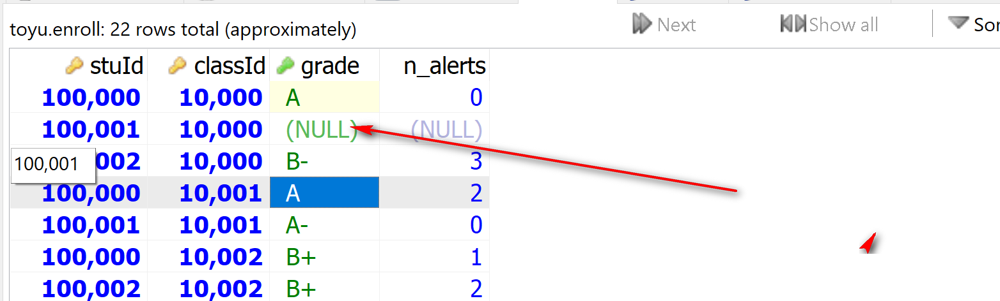 toyu.enroll: 22 rows total (approximately) Next Show all Sor
stuId classId grade n_alerts
100,000 10,000 A 0
100,001 10,000 (NULL) (NULL)
002 10,000 B- 3
100,001
100,000 10,001 A 2
100,001 10,001 A- 0
100,000 10,002 B+ 1
100,002 10,002 B+ 2